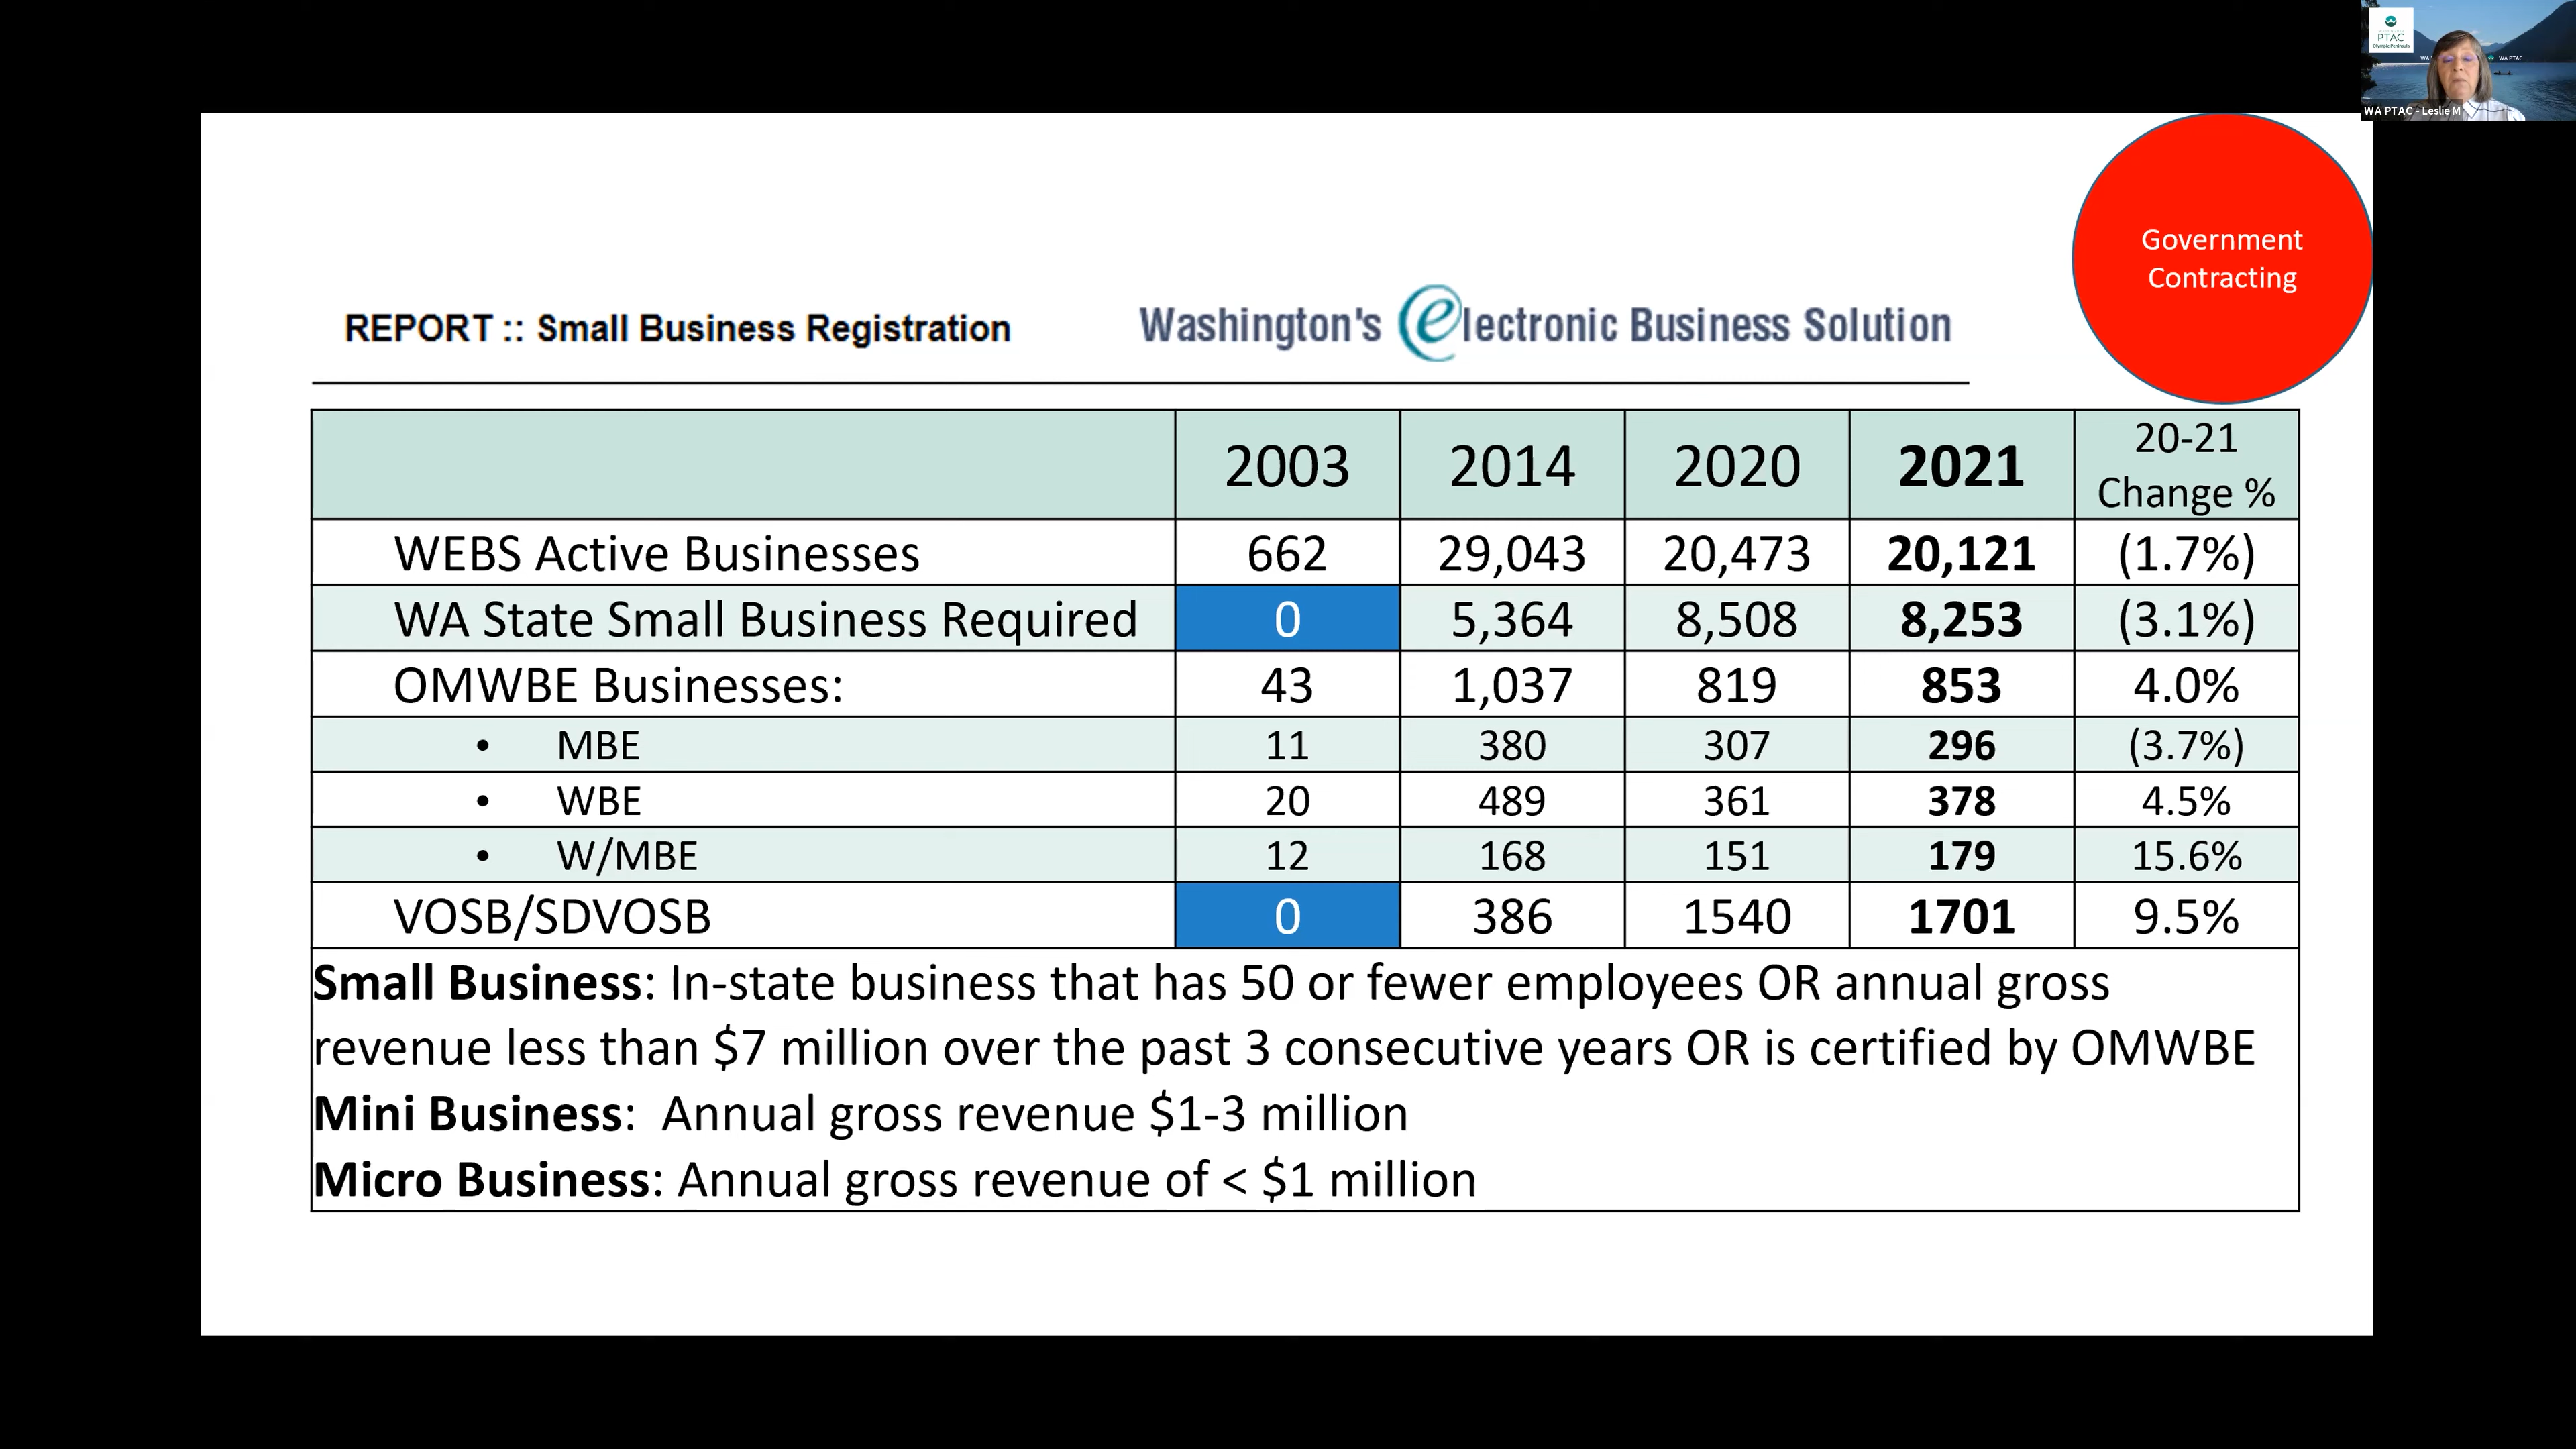 PTAC
Olympic Peninsula
WA PTAC
WA PTAC - Leslie M
Government
Contracting
REPORT :: Small Business Registration
Washington's electronic Business Solution
2003 2014 2020 2021 20-21 Change %
WEBS Active Businesses 662 29,043 20,473 20,121 (1.7%)
WA State Small Business Required 0 5,364 8,508 8,253 (3.1%)
OMWBE Businesses: 43 1,037 819 853 4.0%
• MBE 11 380 307 296 (3.7%)
• WBE 20 489 361 378 4.5%
• W/MBE 12 168 151 179 15.6%
VOSB/SDVOSB 0 386 1540 1701 9.5%
Small Business: In-state business that has 50 or fewer employees OR annual gross
revenue less than $7 million over the past 3 consecutive years OR is certified by OMWBE
Mini Business: Annual gross revenue $1-3 million
Micro Business: Annual gross revenue of < $1 million